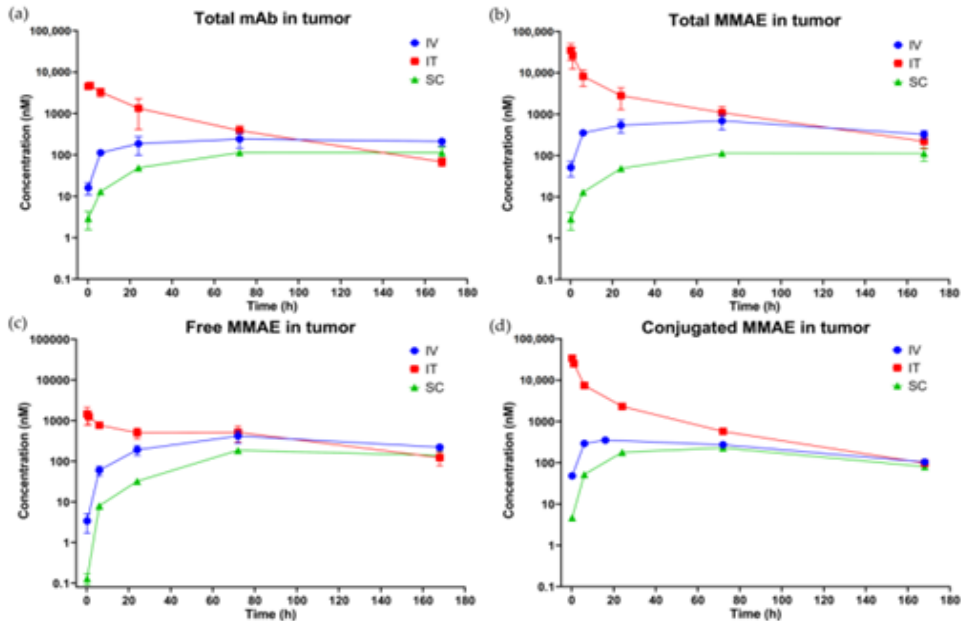 (a)
Total mAb in tumor
100,000
10,000
1000
100
10
1
0.1
Concentration (nM)
0 20 40 60 80 100 120 140 160 180
Time (h)
IV
IT
SC
(b)
Total MMAE in tumor
100,000
10,000
1000
100
10
1
0.1
Concentration (nM)
0 20 40 60 80 100 120 140 160 180
Time (h)
IV
IT
SC
(c)
Free MMAE in tumor
100000
10000
1000
100
10
1
0.1
Concentration (nM)
0 20 40 60 80 100 120 140 160 180
Time (h)
IV
IT
SC
(d)
Conjugated MMAE in tumor
100,000
10,000
1000
100
10
1
0.1
Concentration (nM)
0 20 40 60 80 100 120 140 160 180
Time (h)
IV
IT
SC